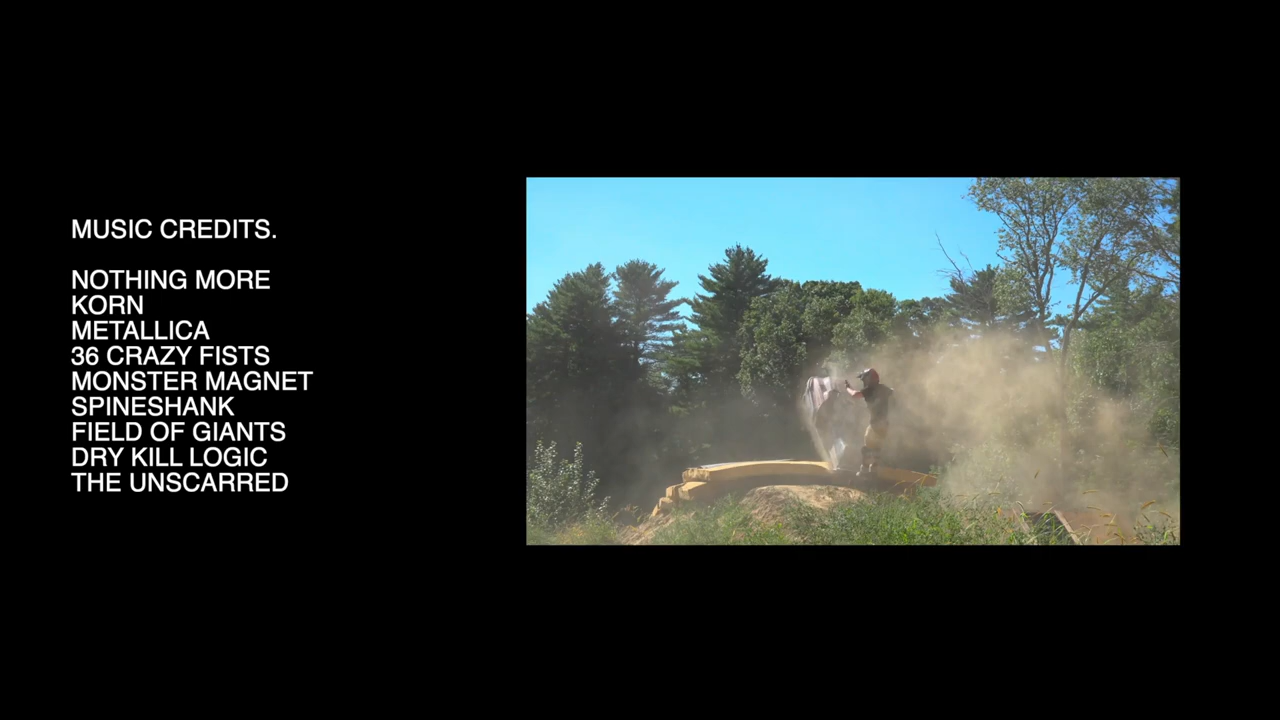 MUSIC CREDITS.
NOTHING MORE
KORN
METALLICA
36 CRAZY FISTS
MONSTER MAGNET
SPINESHANK
FIELD OF GIANTS
DRY KILL LOGIC
THE UNSCARRED